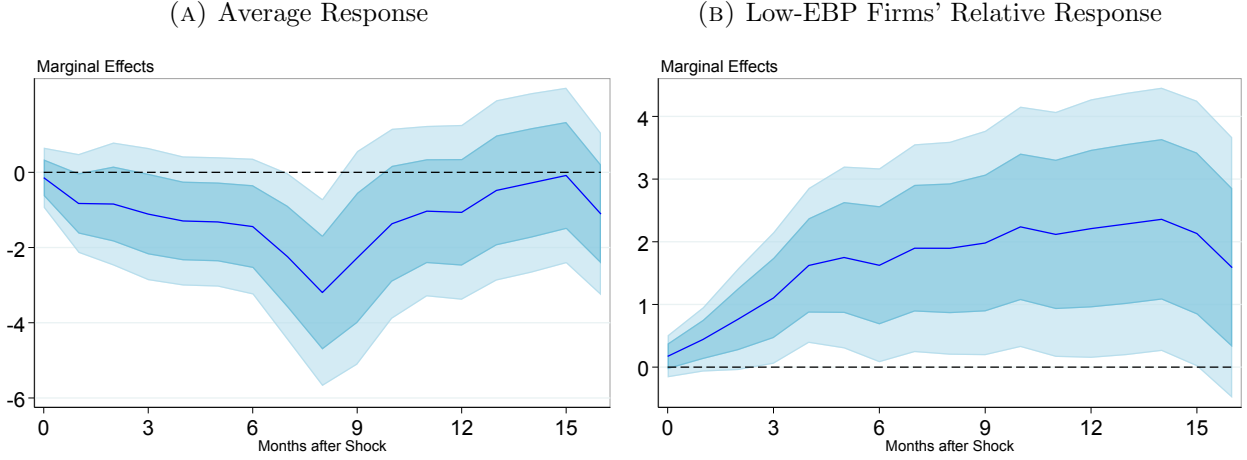 (A) Average Response
Marginal Effects
0
-2
-4
-6
0 3 6 9 12 15
Months after Shock
(B) Low-EBP Firms' Relative Response
Marginal Effects
4
3
2
1
0
0 3 6 9 12 15
Months after Shock